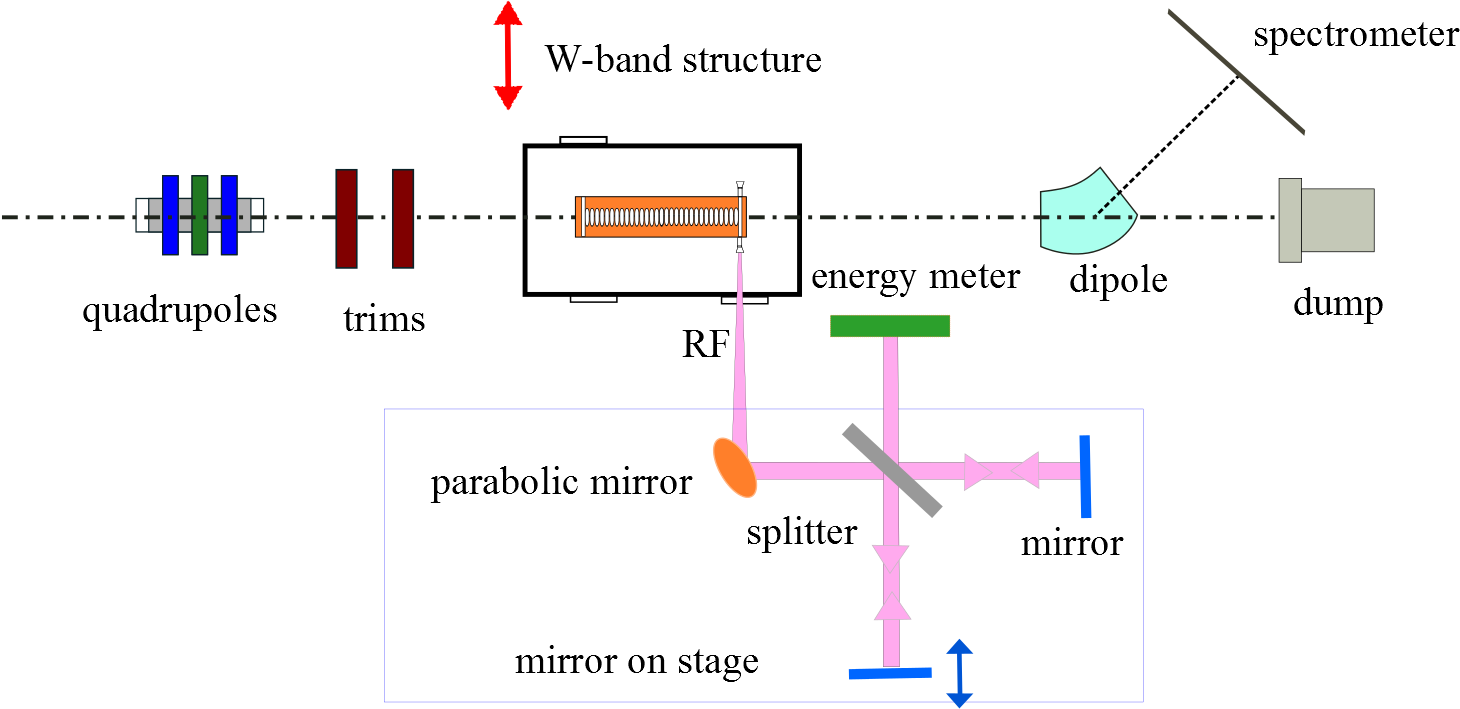 spectrometer
W-band structure
energy meter
dipole
quadrupoles
trims
dump
RF
parabolic mirror
splitter
mirror
mirror on stage